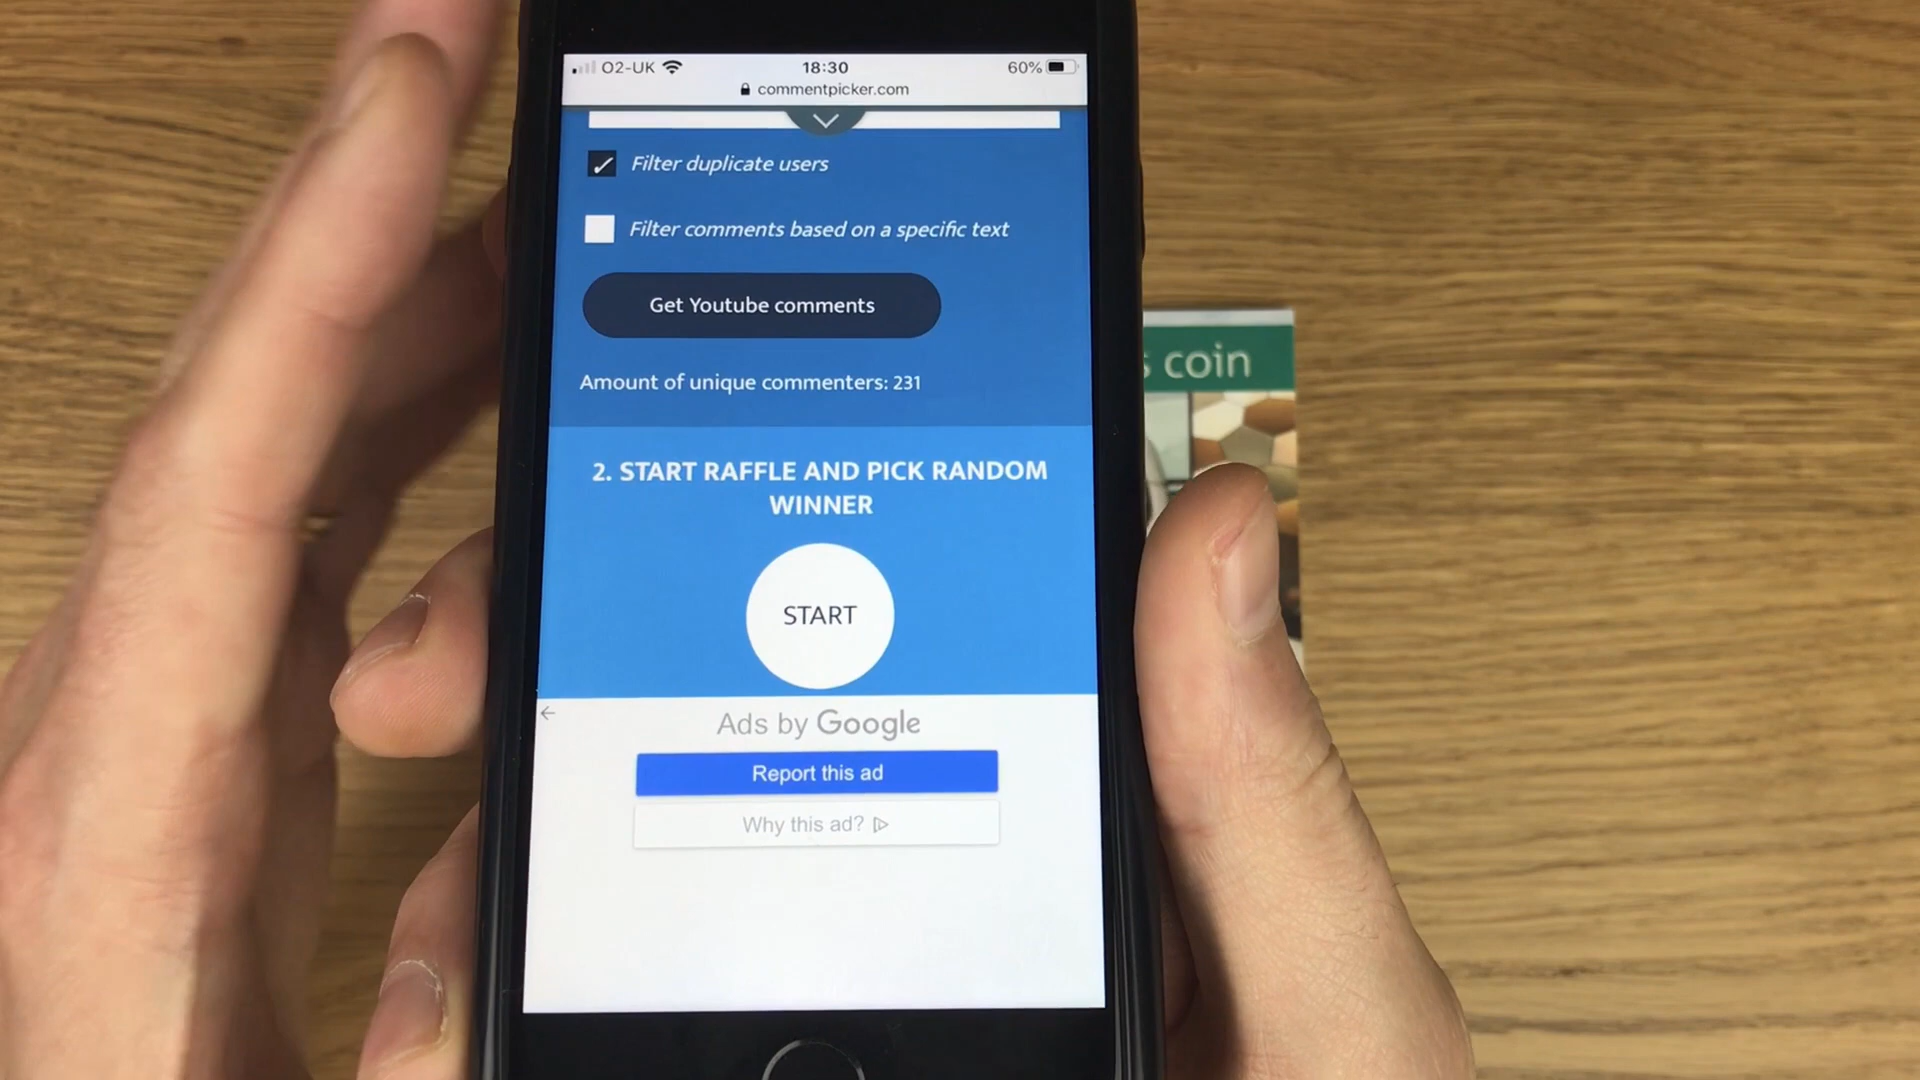 O2-UK 18:30 60%
commentpicker.com
Filter duplicate users
Filter comments based on a specific text
Get Youtube comments
Amount of unique commenters: 231
2. START RAFFLE AND PICK RANDOM
WINNER
START
Ads by Google
Report this ad
Why this ad?
coin